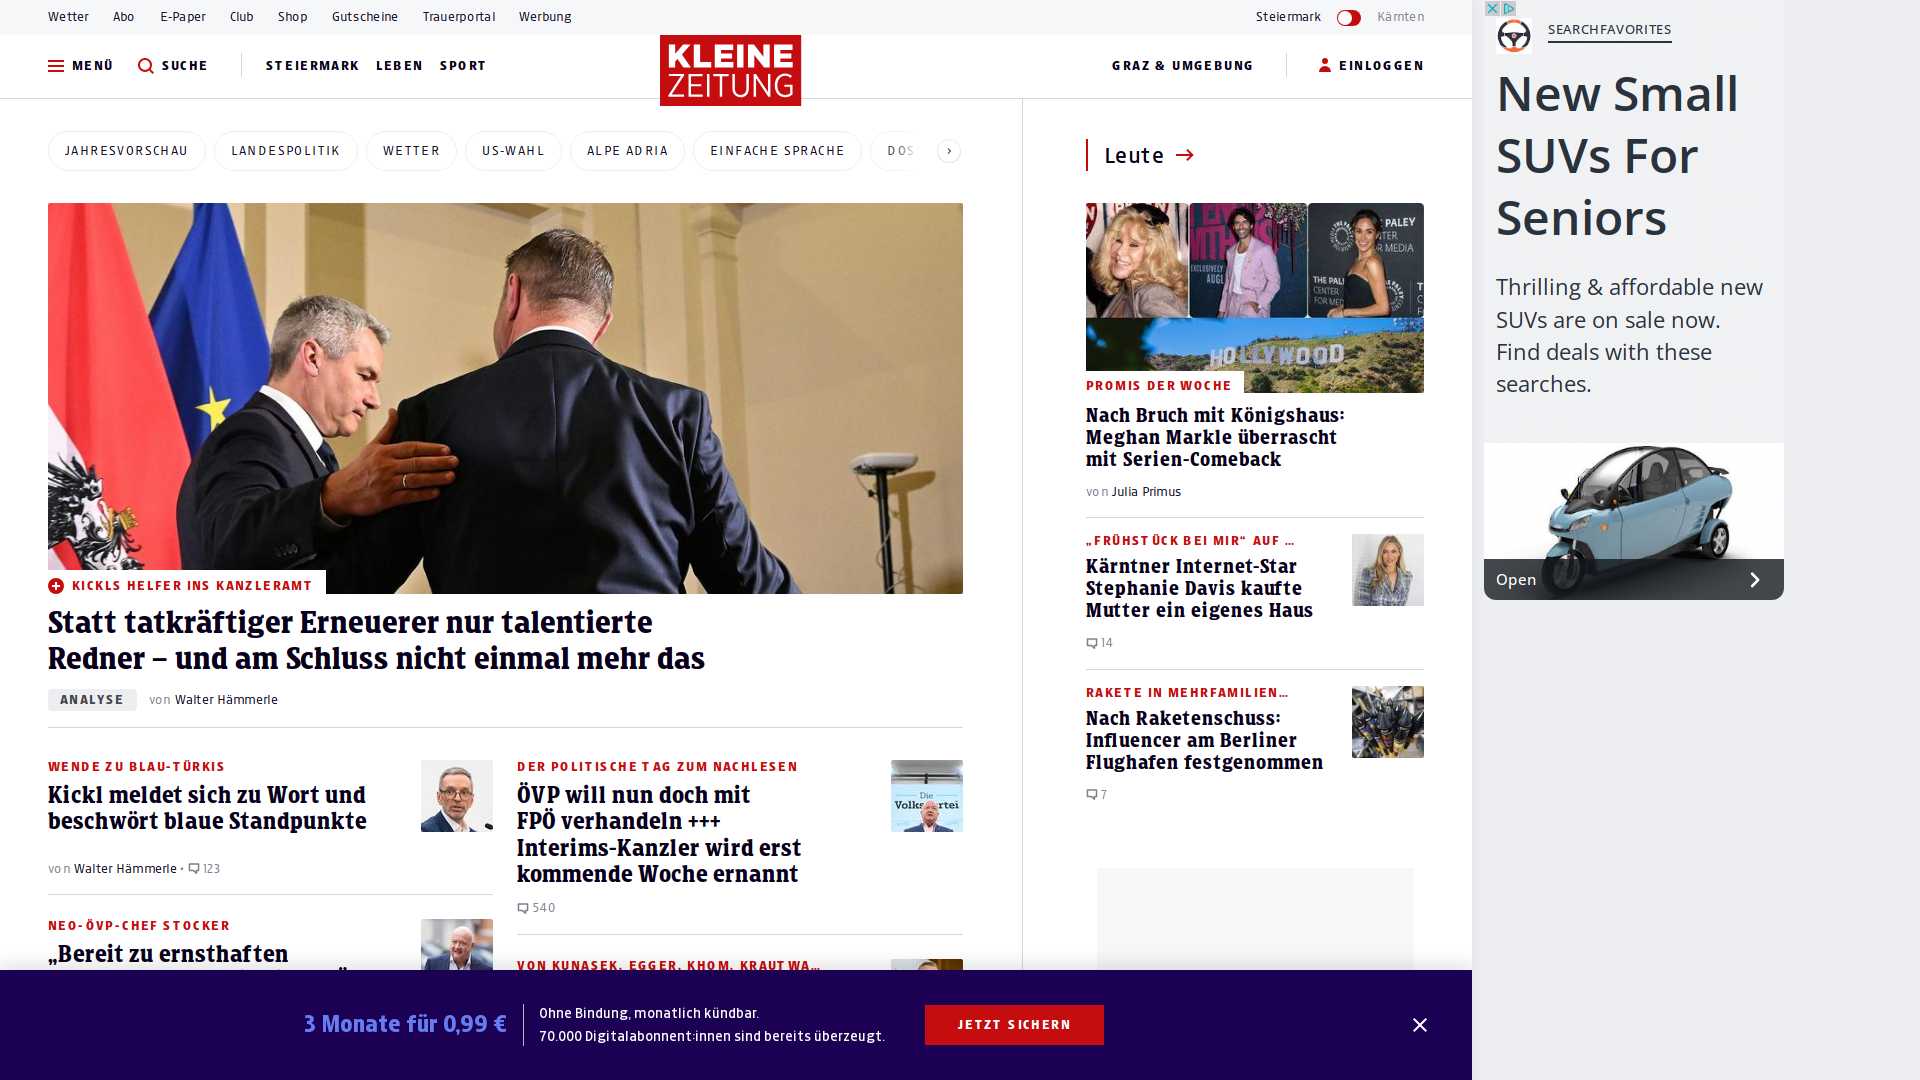 Wetter
Abo
E-Paper
Club
Shop
Gutscheine
Trauerportal
Werbung
Steiermark
Kärnten
MENÜ
SUCHE
STEIERMARK
LEBEN
SPORT
KLEINE
ZEITUNG
GRAZ & UMGEBUNG
EINLOGGEN
JAHRESVORSCHAU
LANDESPOLITIK
WETTER
US-WAHL
ALPE ADRIA
EINFACHE SPRACHE
KICKLS HELFER INS KANZLERAMT
Statt tatkräftiger Erneuerer nur talentierte
Redner – und am Schluss nicht einmal mehr das
ANALYSE
von Walter Hämmerle
WENDE ZU BLAU-TÜRKIS
Kickl meldet sich zu Wort und
beschwört blaue Standpunkte
von Walter Hämmerle • 123
NEO-ÖVP-CHEF STOCKER
„Bereit zu ernsthaften
DER POLITISCHE TAG ZUM NACHLESEN
ÖVP will nun doch mit
FPÖ verhandeln +++
Interims-Kanzler wird erst
kommende Woche ernannt
540
Die
VON KUNASEK, EGGER, KHOM, KRAUTWA...
Leute
THE PALEY
CENTER
FOR MEDIA
HOLLYWOOD
PROMIS DER WOCHE
Nach Bruch mit Königshaus:
Meghan Markle überrascht
mit Serien-Comeback
von Julia Primus
„FRÜHSTÜCK BEI MIR“ AUF ...
Kärntner Internet-Star
Stephanie Davis kaufte
Mutter ein eigenes Haus
14
RAKETE IN MEHRFAMILIEN...
Nach Raketenschuss:
Influencer am Berliner
Flughafen festgenommen
7
SEARCHFAVORITES
New Small
SUVs For
Seniors
Thrilling & affordable new
SUVs are on sale now.
Find deals with these
searches.
Open
3 Monate für 0,99 €
Ohne Bindung, monatlich kündbar.
70.000 Digitalabonnent:innen sind bereits überzeugt.
JETZT SICHERN